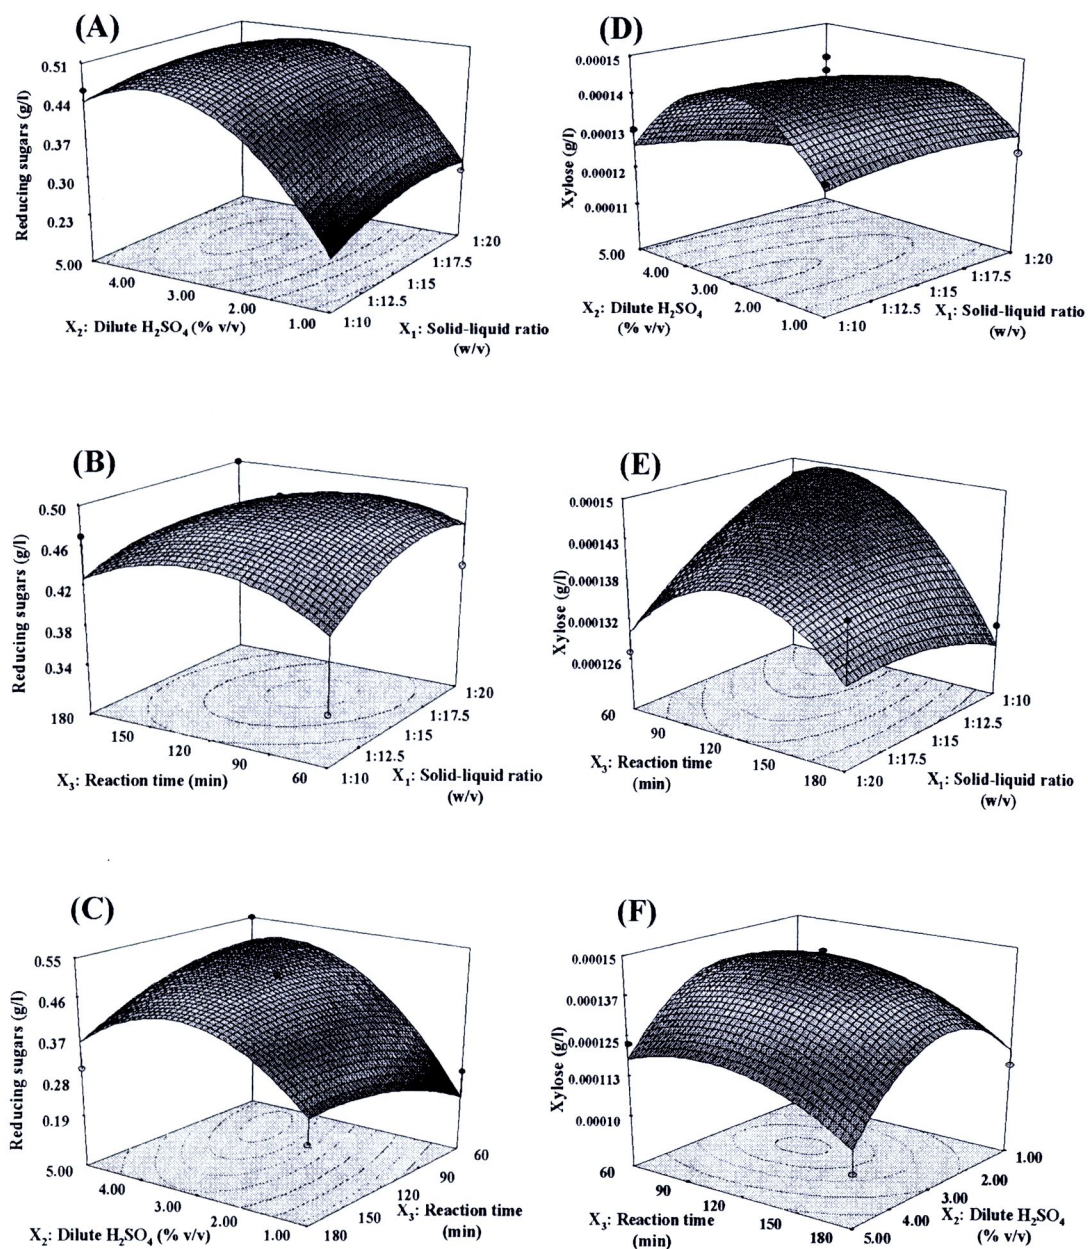 (A)
Reducing sugars (g/l)
0.51
0.44
0.37
0.30
0.23
5.00
4.00
3.00
2.00
1.00
1:10
1:12.5
1:15
1:17.5
1:20
X₂: Dilute H₂SO₄ (% v/v)
X₁: Solid-liquid ratio
(w/v)
(D)
Xylose (g/l)
0.00015
0.00014
0.00013
0.00012
0.00011
5.00
4.00
3.00
2.00
1.00
1:10
1:12.5
1:15
1:17.5
1:20
X₂: Dilute H₂SO₄
(% v/v)
X₁: Solid-liquid ratio
(w/v)
(B)
Reducing sugars (g/l)
0.50
0.46
0.42
0.38
0.34
180
150
120
90
60
1:10
1:12.5
1:15
1:17.5
1:20
X₃: Reaction time (min)
X₁: Solid-liquid ratio
(w/v)
(E)
Xylose (g/l)
0.00015
0.000143
0.000138
0.000132
0.000126
60
90
120
150
180
1:20
1:17.5
1:15
1:12.5
1:10
X₃: Reaction time
(min)
X₁: Solid-liquid ratio
(w/v)
(C)
Reducing sugars (g/l)
0.55
0.46
0.37
0.28
0.19
5.00
4.00
3.00
2.00
1.00
180
150
120
90
60
X₂: Dilute H₂SO₄ (% v/v)
X₃: Reaction time
(min)
(F)
Xylose (g/l)
0.00015
0.000137
0.000125
0.000113
0.00010
60
90
120
150
180
5.00
4.00
3.00
2.00
1.00
X₃: Reaction time
(min)
X₂: Dilute H₂SO₄
(% v/v)